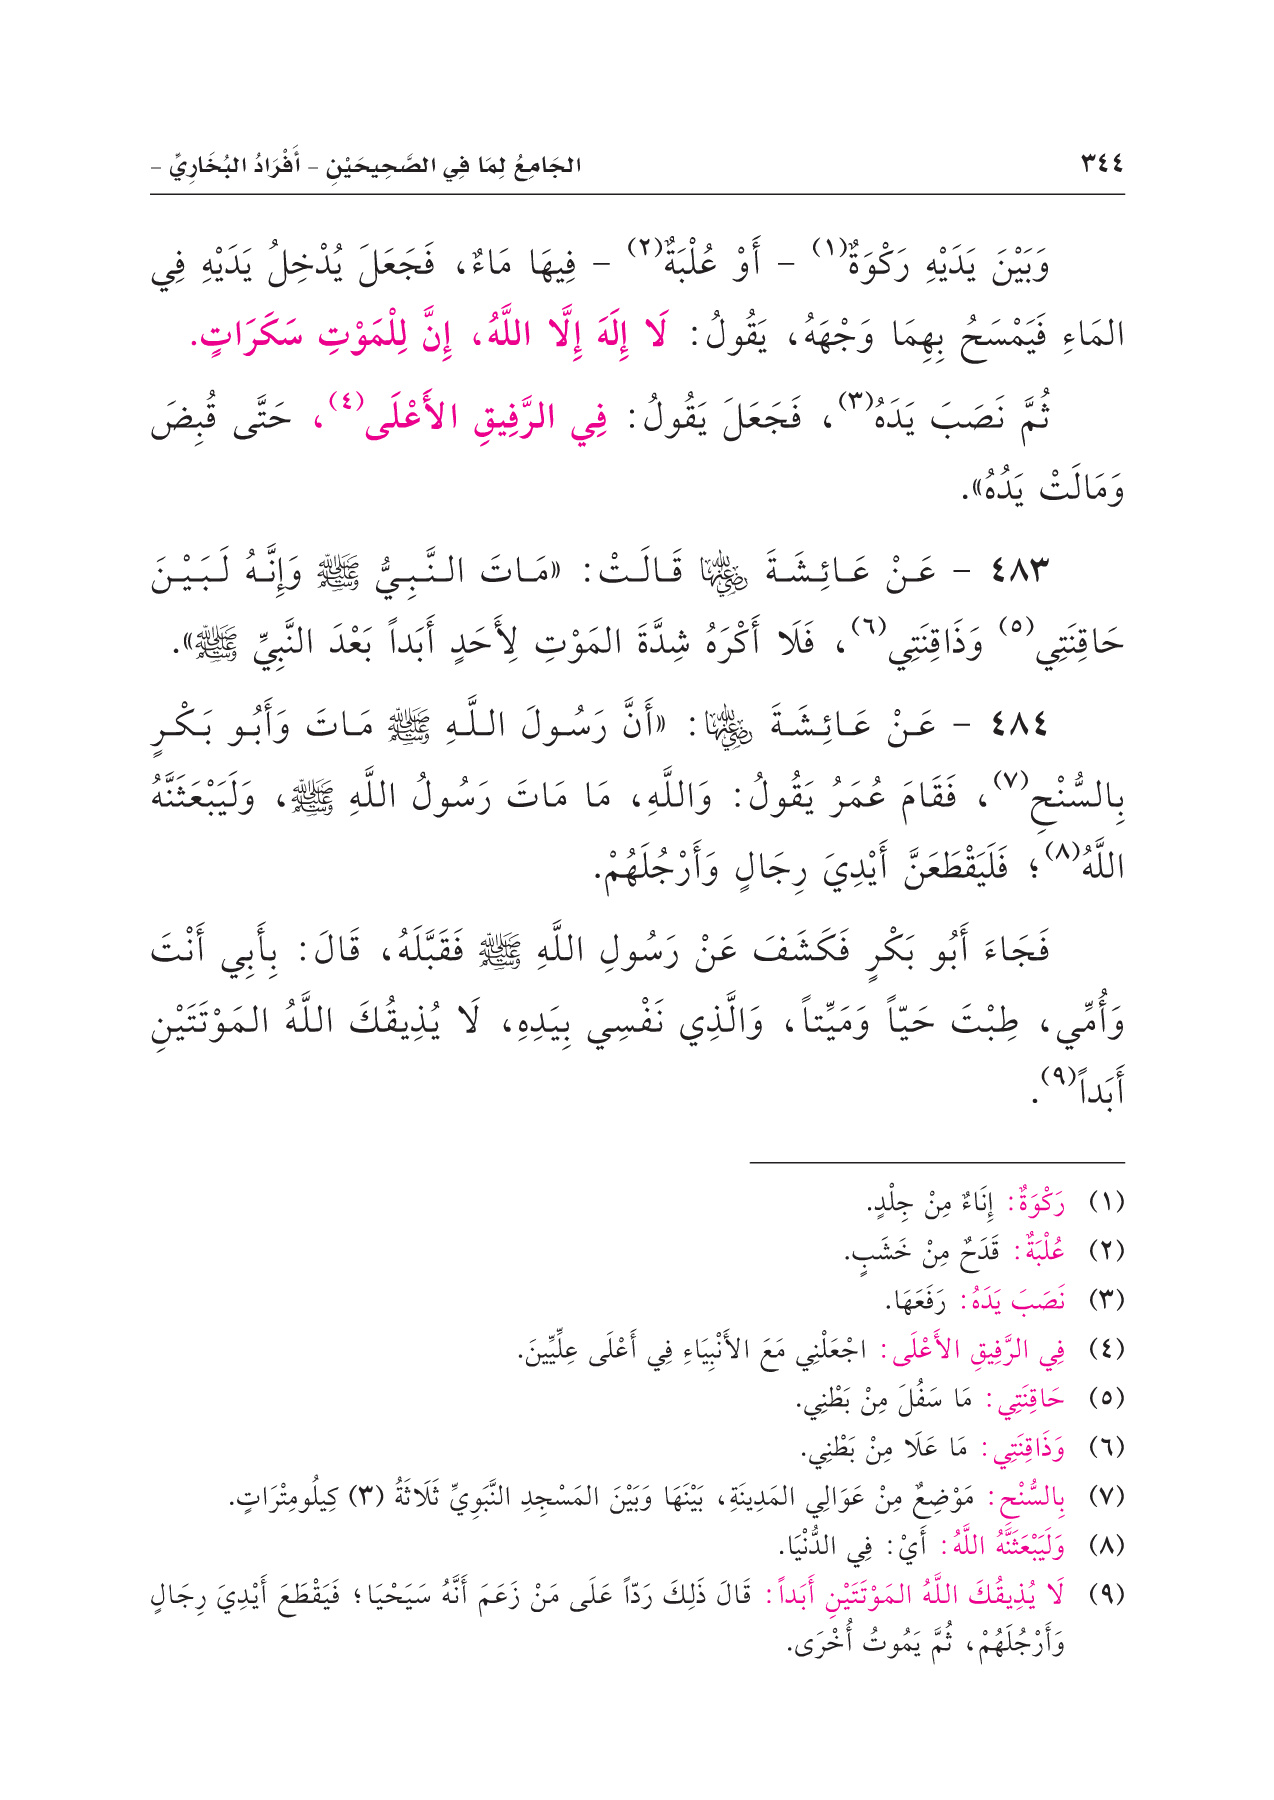 ٣٤٤ الجَامِعُ لِمَا فِي الصَّحِيحَيْنِ – أَفْرَادُ البُخَارِيِّ –
وَبَيْنَ يَدَيْهِ رَكْوَةٌ(١) – أَوْ عُلْبَةٌ(٢) – فِيهَا مَاءٌ، فَجَعَلَ يُدْخِلُ يَدَيْهِ فِي
المَاءِ فَيَمْسَحُ بِهِمَا وَجْهَهُ، يَقُولُ: لَا إِلَهَ إِلَّا اللَّهُ، إِنَّ لِلْمَوْتِ سَكَرَاتٍ.
ثُمَّ نَصَبَ يَدَهُ(٣)، فَجَعَلَ يَقُولُ: فِي الرَّفِيقِ الأَعْلَى(٤)، حَتَّى قُبِضَ
وَمَالَتْ يَدُهُ».
٤٨٣ – عَنْ عَائِشَةَ رضي الله عنها قَالَتْ: «مَاتَ النَّبِيُّ ﷺ وَإِنَّهُ لَبَيْنَ
حَاقِنَتِي(٥) وَذَاقِنَتِي(٦)، فَلَا أَكْرَهُ شِدَّةَ المَوْتِ لِأَحَدٍ أَبَداً بَعْدَ النَّبِيِّ ﷺ».
٤٨٤ – عَنْ عَائِشَةَ رضي الله عنها: «أَنَّ رَسُولَ اللَّهِ ﷺ مَاتَ وَأَبُو بَكْرٍ
بِالسُّنْحِ(٧)، فَقَامَ عُمَرُ يَقُولُ: وَاللَّهِ، مَا مَاتَ رَسُولُ اللَّهِ ﷺ، وَلَيَبْعَثَنَّهُ
اللَّهُ(٨)؛ فَلَيَقْطَعَنَّ أَيْدِيَ رِجَالٍ وَأَرْجُلَهُمْ.
فَجَاءَ أَبُو بَكْرٍ فَكَشَفَ عَنْ رَسُولِ اللَّهِ ﷺ فَقَبَّلَهُ، قَالَ: بِأَبِي أَنْتَ
وَأُمِّي، طِبْتَ حَيّاً وَمَيِّتاً، وَالَّذِي نَفْسِي بِيَدِهِ، لَا يُذِيقُكَ اللَّهُ المَوْتَتَيْنِ
أَبَداً(٩).
(١) رَكْوَةٌ: إِنَاءٌ مِنْ جِلْدٍ.
(٢) عُلْبَةٌ: قَدَحٌ مِنْ خَشَبٍ.
(٣) نَصَبَ يَدَهُ: رَفَعَهَا.
(٤) فِي الرَّفِيقِ الأَعْلَى: اجْعَلْنِي مَعَ الأَنْبِيَاءِ فِي أَعْلَى عِلِّيِّينَ.
(٥) حَاقِنَتِي: مَا سَفُلَ مِنْ بَطْنِي.
(٦) وَذَاقِنَتِي: مَا عَلَا مِنْ بَطْنِي.
(٧) بِالسُّنْحِ: مَوْضِعٌ مِنْ عَوَالِي المَدِينَةِ، بَيْنَهَا وَبَيْنَ المَسْجِدِ النَّبَوِيِّ ثَلَاثَةُ (٣) كِيلُومِتْرَاتٍ.
(٨) وَلَيَبْعَثَنَّهُ اللَّهُ: أَيْ: فِي الدُّنْيَا.
(٩) لَا يُذِيقُكَ اللَّهُ المَوْتَتَيْنِ أَبَداً: قَالَ ذَلِكَ رَدّاً عَلَى مَنْ زَعَمَ أَنَّهُ سَيَحْيَا؛ فَيَقْطَعَ أَيْدِيَ رِجَالٍ
وَأَرْجُلَهُمْ، ثُمَّ يَمُوتُ أُخْرَى.